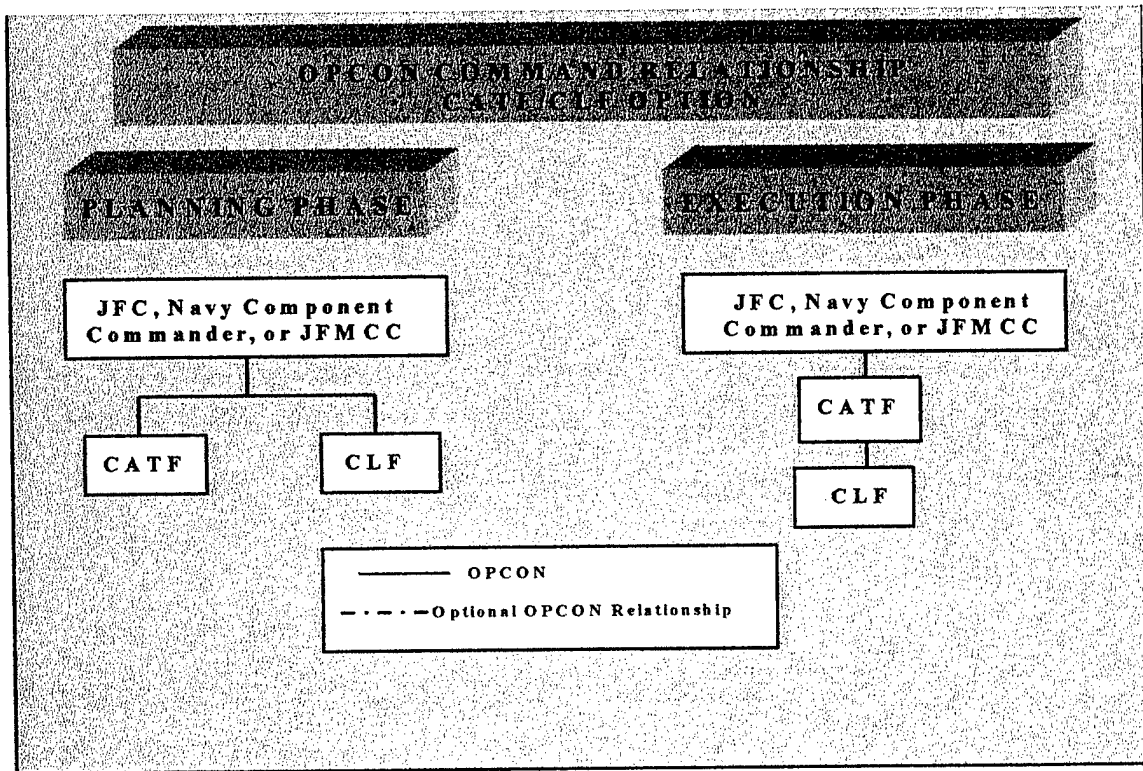 OPCON COMMAND RELATIONSHIP
CATF/CLF OPTION
PLANNING PHASE
EXECUTION PHASE
JFC, Navy Component
Commander, or JFMCC
CATF
CLF
JFC, Navy Component
Commander, or JFMCC
CATF
CLF
OPCON
Optional OPCON Relationship